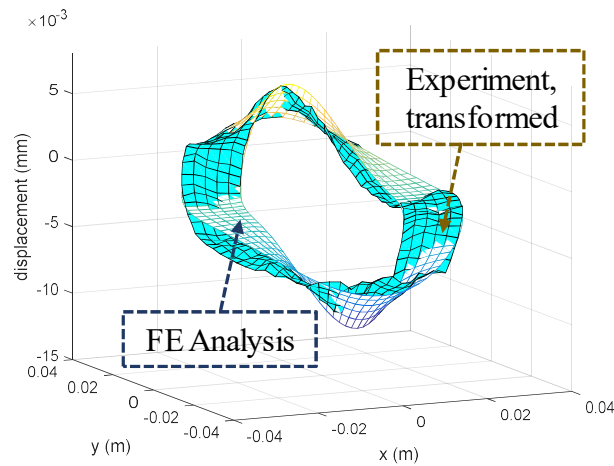 ×10⁻³
5
0
-5
-10
-15
displacement (mm)
Experiment,
transformed
FE Analysis
0.04
0.02
0
-0.02
-0.04
y (m)
-0.04
-0.02
0
0.02
0.04
x (m)